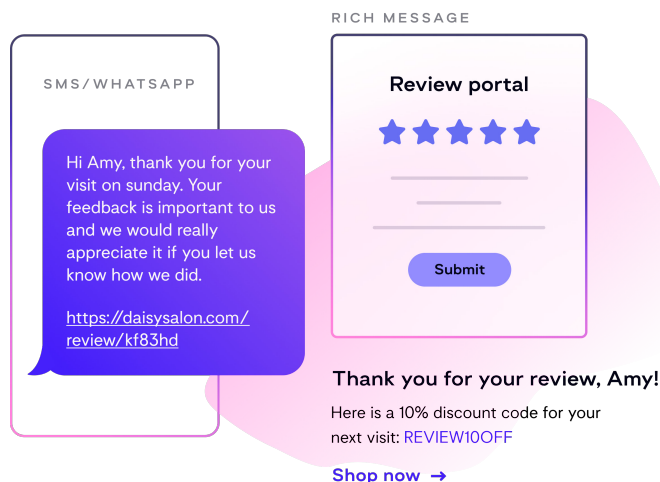 RICH MESSAGE
SMS/WHATSAPP
Hi Amy, thank you for your
visit on sunday. Your
feedback is important to us
and we would really
appreciate it if you let us
know how we did.
https://daisysalon.com/
review/kf83hd
Review portal
Submit
Thank you for your review, Amy!
Here is a 10% discount code for your
next visit: REVIEW10OFF
Shop now →